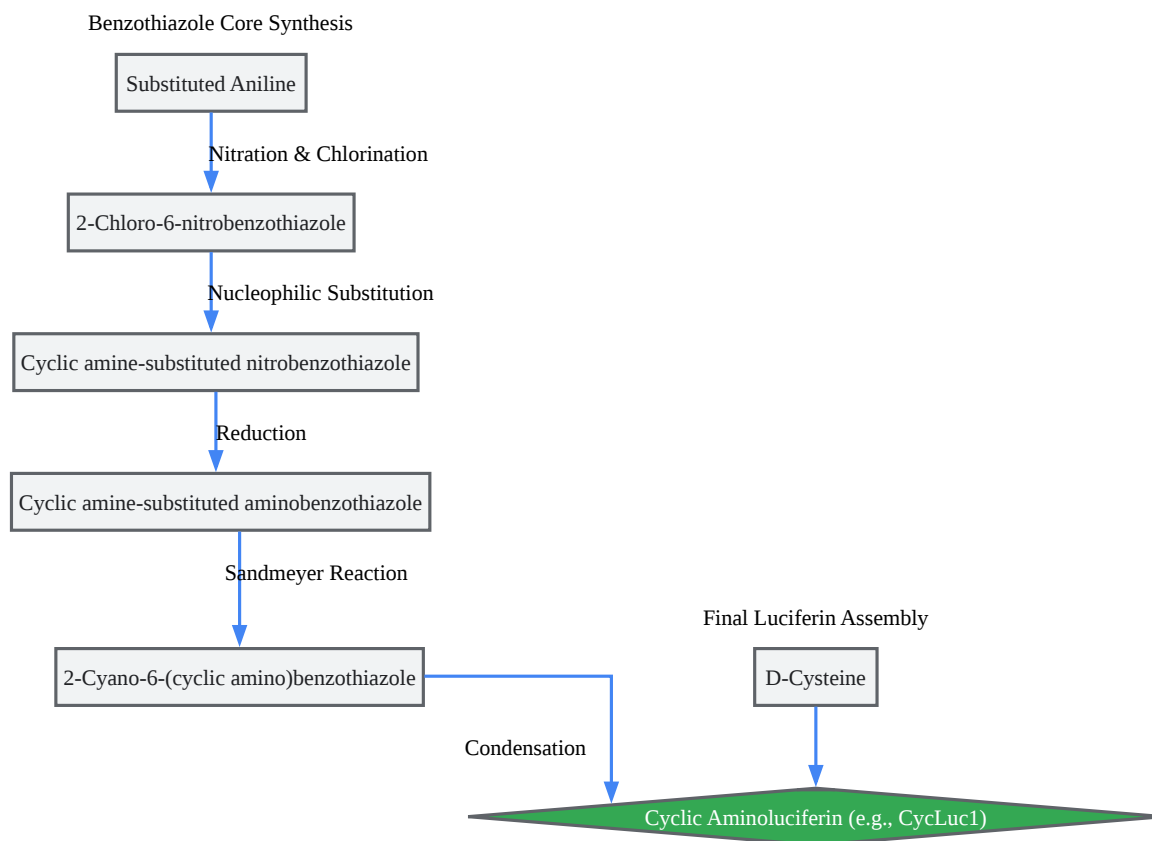 Benzothiazole Core Synthesis
Substituted Aniline
Nitration & Chlorination
2-Chloro-6-nitrobenzothiazole
Nucleophilic Substitution
Cyclic amine-substituted nitrobenzothiazole
Reduction
Cyclic amine-substituted aminobenzothiazole
Sandmeyer Reaction
2-Cyano-6-(cyclic amino)benzothiazole
Final Luciferin Assembly
D-Cysteine
Condensation
Cyclic Aminoluciferin (e.g., CycLuc1)